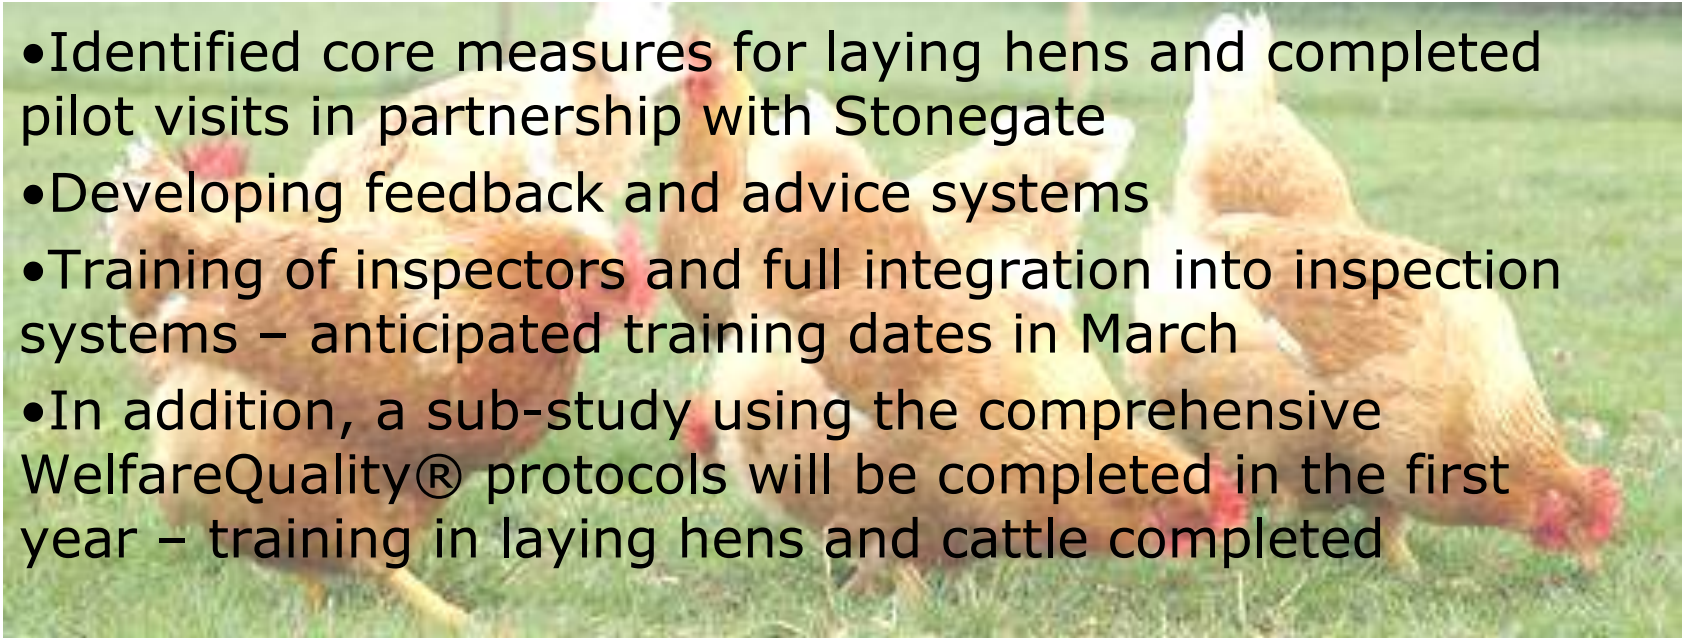 •Identified core measures for laying hens and completed
pilot visits in partnership with Stonegate
•Developing feedback and advice systems
•Training of inspectors and full integration into inspection
systems – anticipated training dates in March
•In addition, a sub-study using the comprehensive
WelfareQuality® protocols will be completed in the first
year – training in laying hens and cattle completed